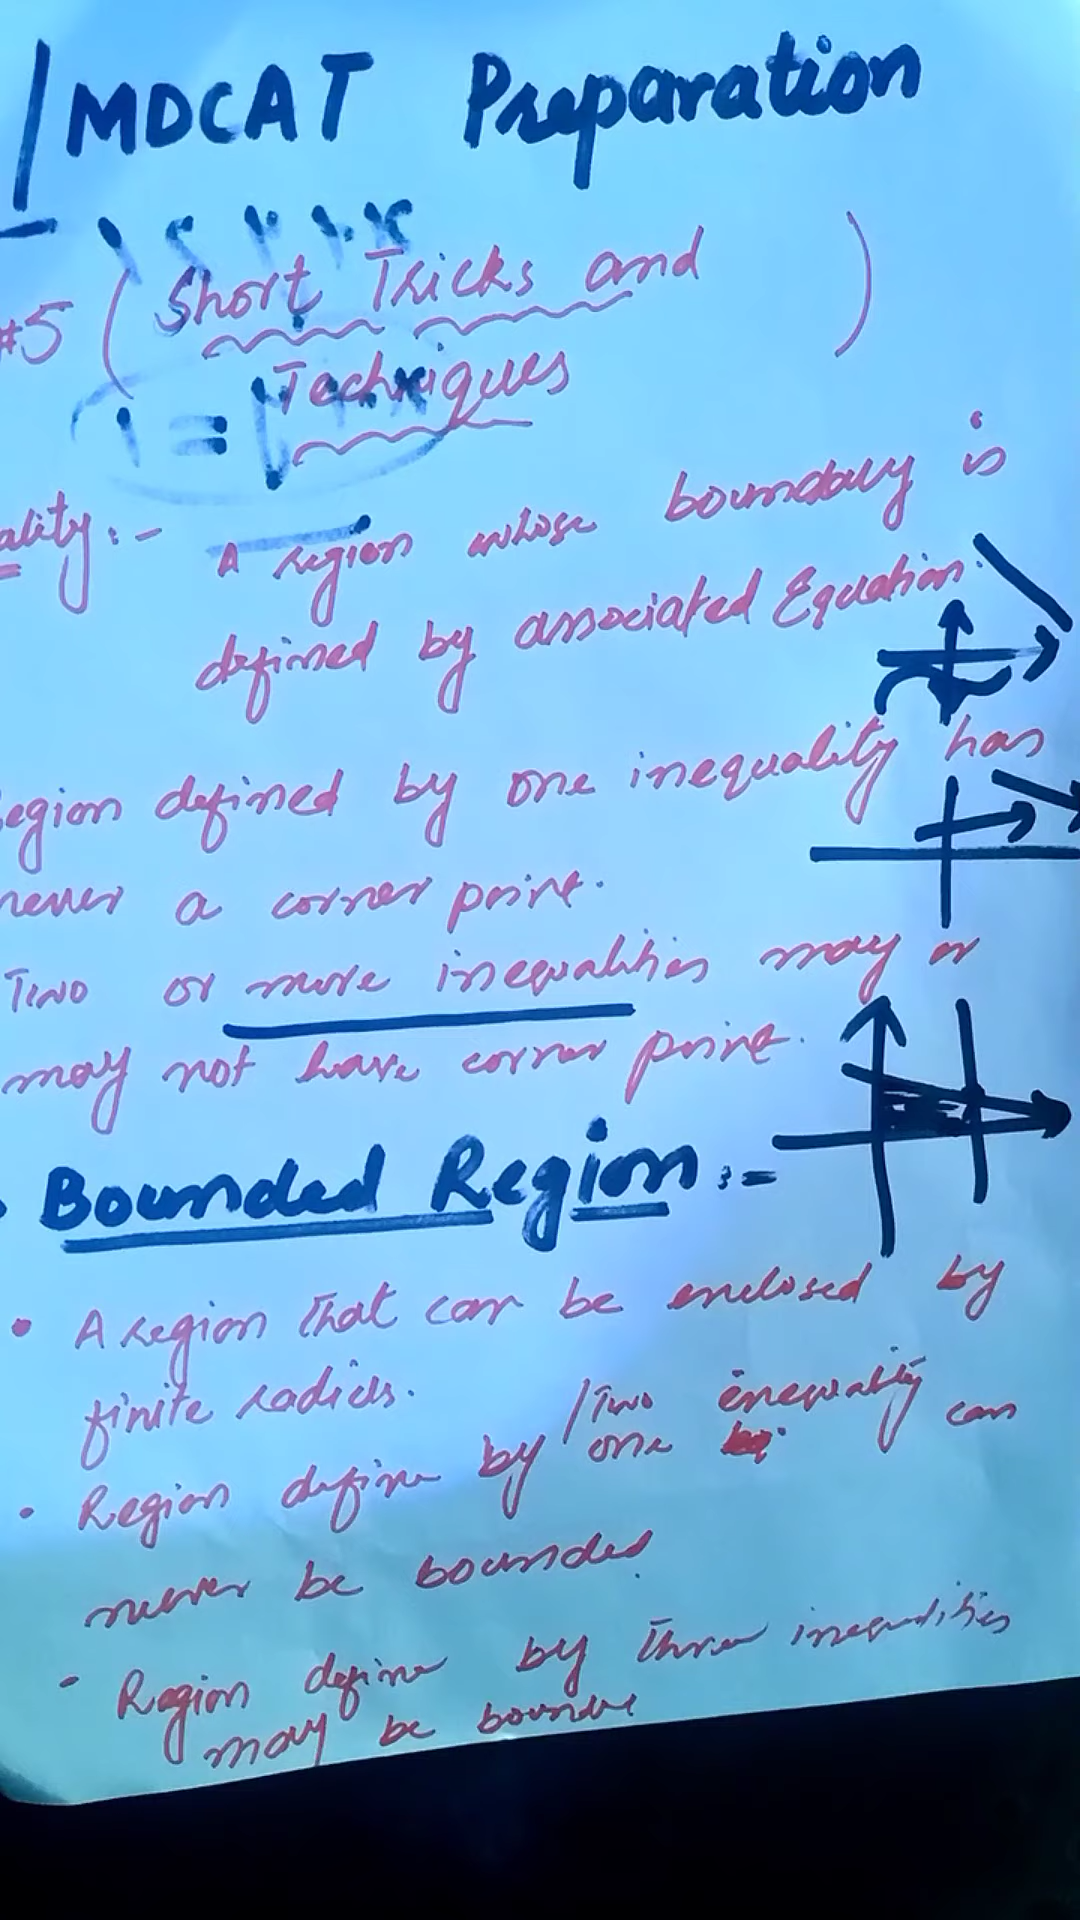 /MDCAT Preparation
#5 (Short Tricks and
Techniques)
ality:- A region whose boundary is
defined by associated Equation.
egion defined by one inequality has
never a corner point.
Two or more inequalities may or
may not have corner point.
Bounded Region:=
• A region that can be enclosed by
finite radius.
• Region define by /Two inequality can
one
never be bounded.
• Region define by three inequalities
may be bounde